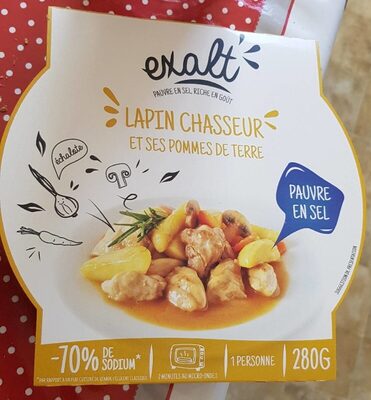 exalt'
PAUVRE EN SEL, RICHE EN GOÛT
LAPIN CHASSEUR
ET SES POMMES DE TERRE
échalote
PAUVRE
EN SEL
-70% DE
SODIUM*
2 MINUTES AU MICRO-ONDES
1 PERSONNE
280G